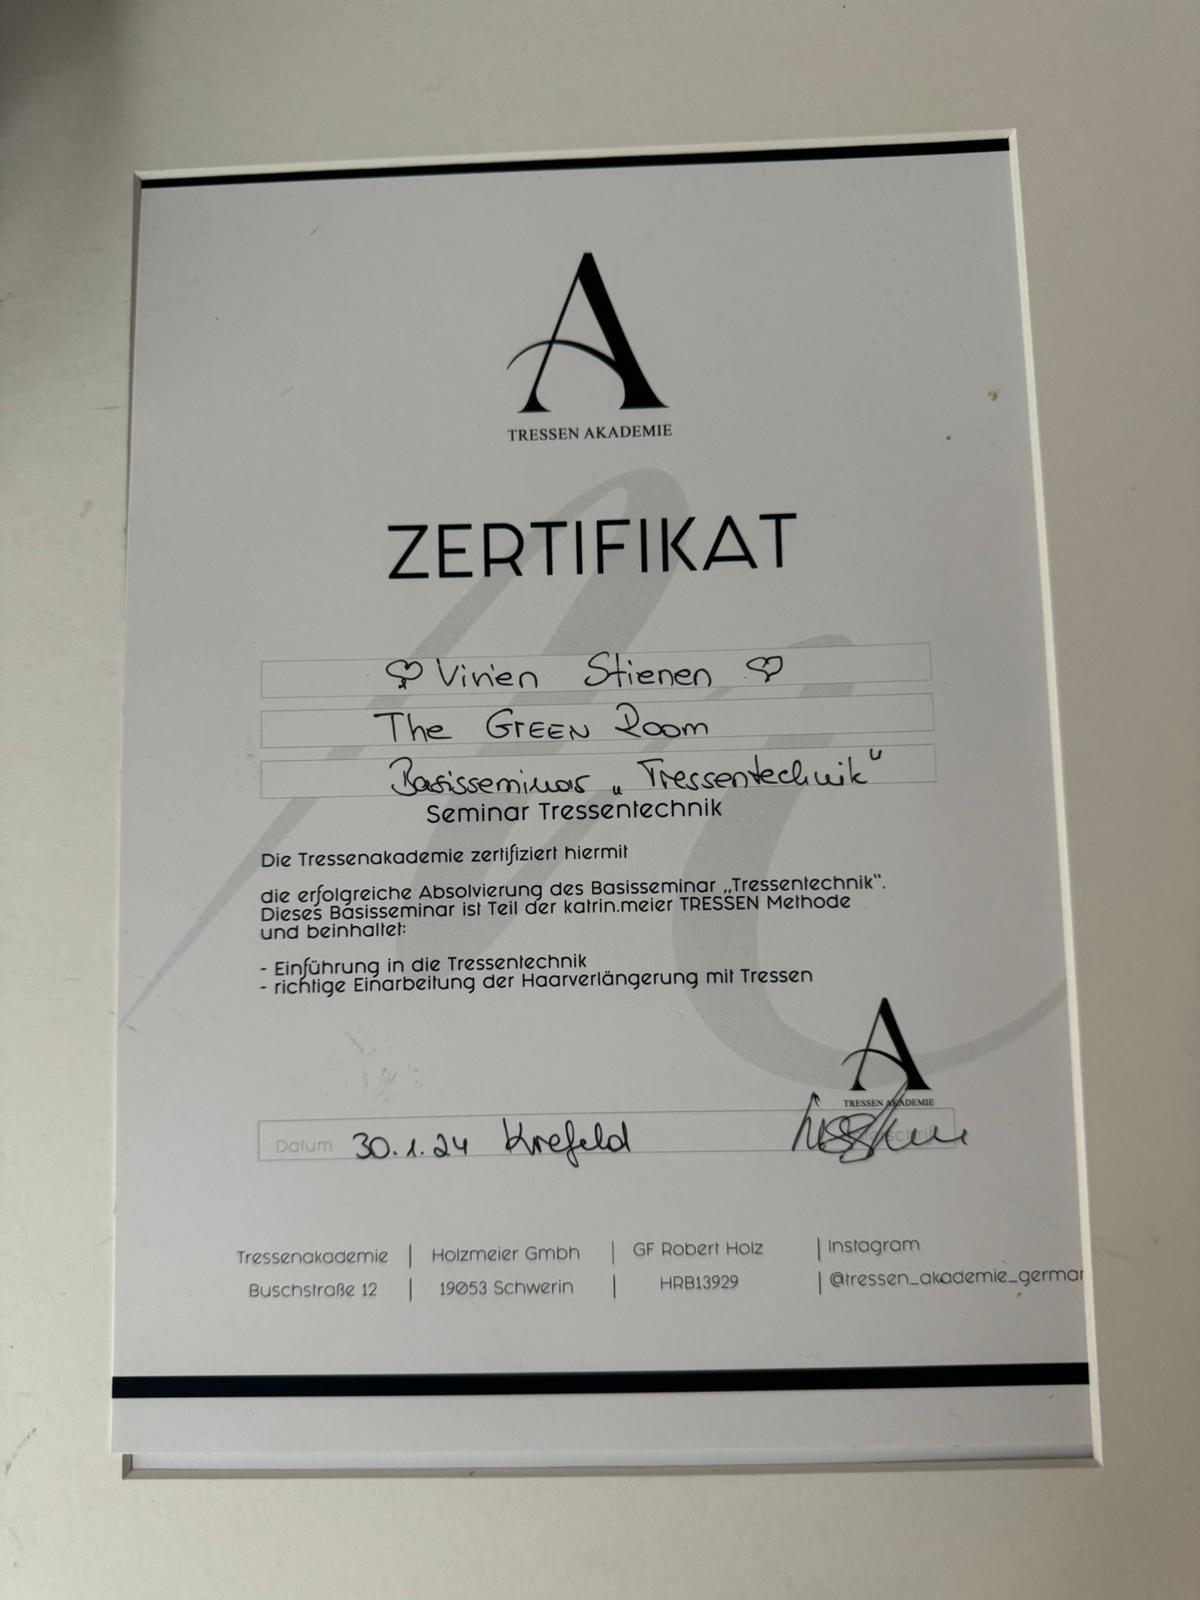 A
TRESSEN AKADEMIE
ZERTIFIKAT
Vivien Stienen
The GREEN Room
Basisseminar „Tressentechnik“
Seminar Tressentechnik
Die Tressenakademie zertifiziert hiermit
die erfolgreiche Absolvierung des Basisseminar „Tressentechnik“.
Dieses Basisseminar ist Teil der katrin.meier TRESSEN Methode
und beinhaltet:
- Einführung in die Tressentechnik
- richtige Einarbeitung der Haarverlängerung mit Tressen
A
TRESSEN AKADEMIE
Datum 30.1.24 Krefeld
Tressenakademie | Holzmeier Gmbh | GF Robert Holz | Instagram
Buschstraße 12 | 19053 Schwerin | HRB13929 | @tressen_akademie_german